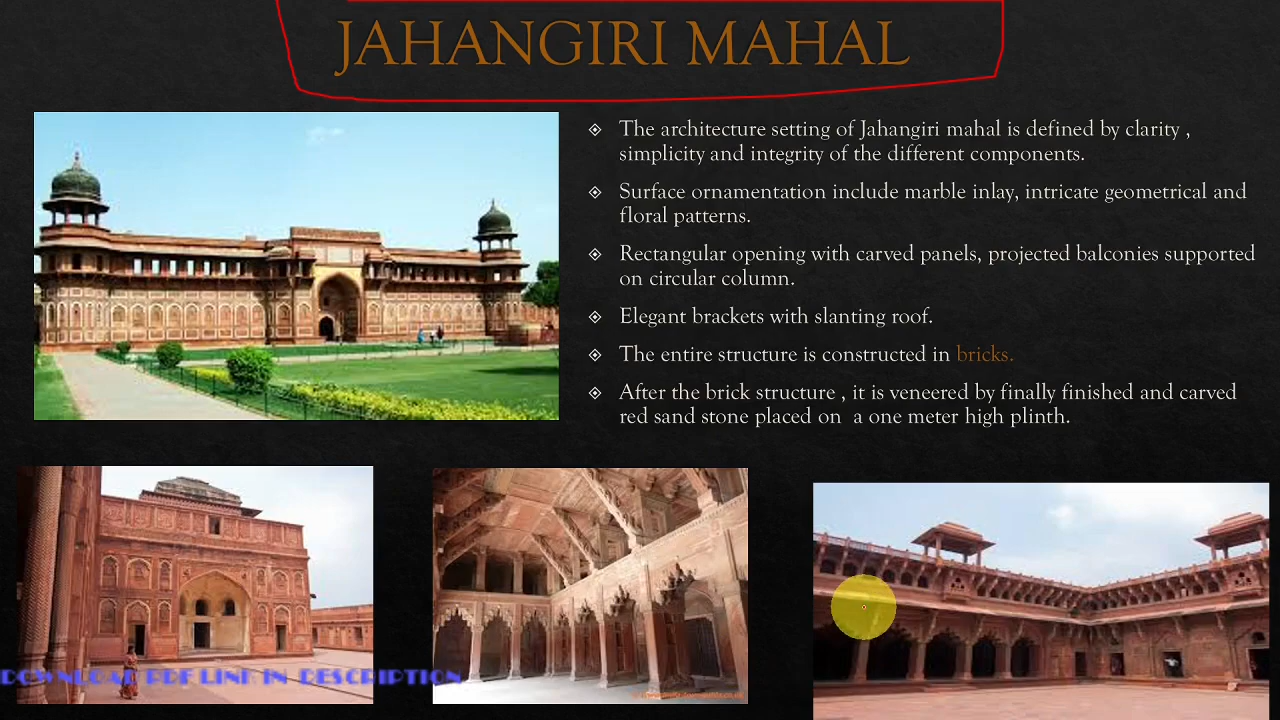 JAHANGIRI MAHAL
The architecture setting of Jahangiri mahal is defined by clarity ,
simplicity and integrity of the different components.
Surface ornamentation include marble inlay, intricate geometrical and
floral patterns.
Rectangular opening with carved panels, projected balconies supported
on circular column.
Elegant brackets with slanting roof.
The entire structure is constructed in bricks.
After the brick structure , it is veneered by finally finished and carved
red sand stone placed on a one meter high plinth.
DOWNLOAD PDF LINK IN DESCRIPTION